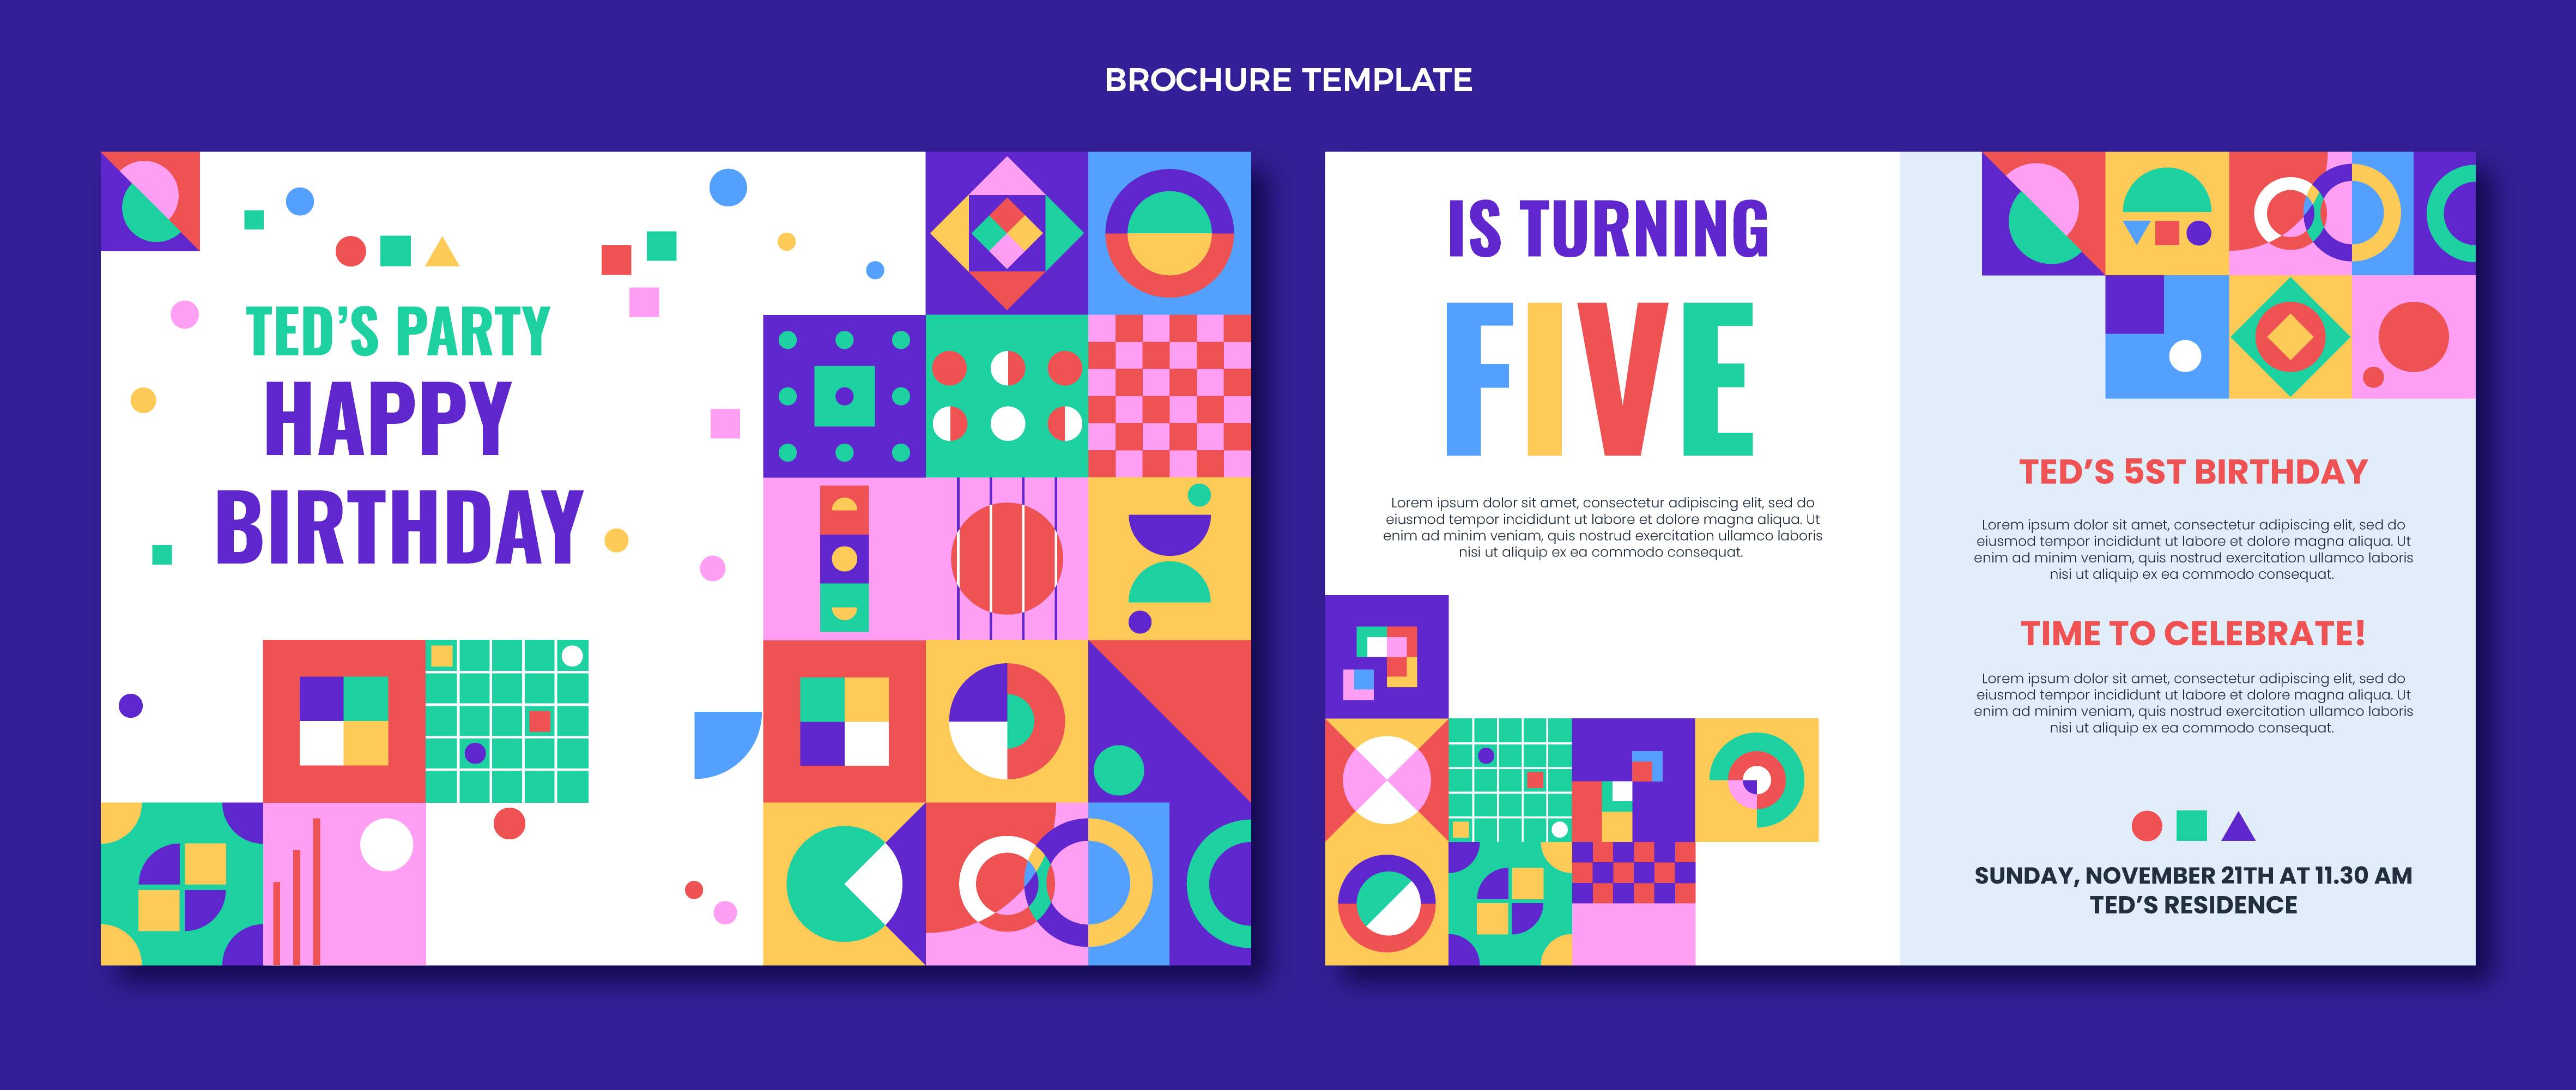 BROCHURE TEMPLATE
TED’S PARTY
HAPPY
BIRTHDAY
IS TURNING
FIVE
Lorem ipsum dolor sit amet, consectetur adipiscing elit, sed do
eiusmod tempor incididunt ut labore et dolore magna aliqua. Ut
enim ad minim veniam, quis nostrud exercitation ullamco laboris
nisi ut aliquip ex ea commodo consequat.
TED’S 5ST BIRTHDAY
Lorem ipsum dolor sit amet, consectetur adipiscing elit, sed do
eiusmod tempor incididunt ut labore et dolore magna aliqua. Ut
enim ad minim veniam, quis nostrud exercitation ullamco laboris
nisi ut aliquip ex ea commodo consequat.
TIME TO CELEBRATE!
Lorem ipsum dolor sit amet, consectetur adipiscing elit, sed do
eiusmod tempor incididunt ut labore et dolore magna aliqua. Ut
enim ad minim veniam, quis nostrud exercitation ullamco laboris
nisi ut aliquip ex ea commodo consequat.
SUNDAY, NOVEMBER 21TH AT 11.30 AM
TED’S RESIDENCE